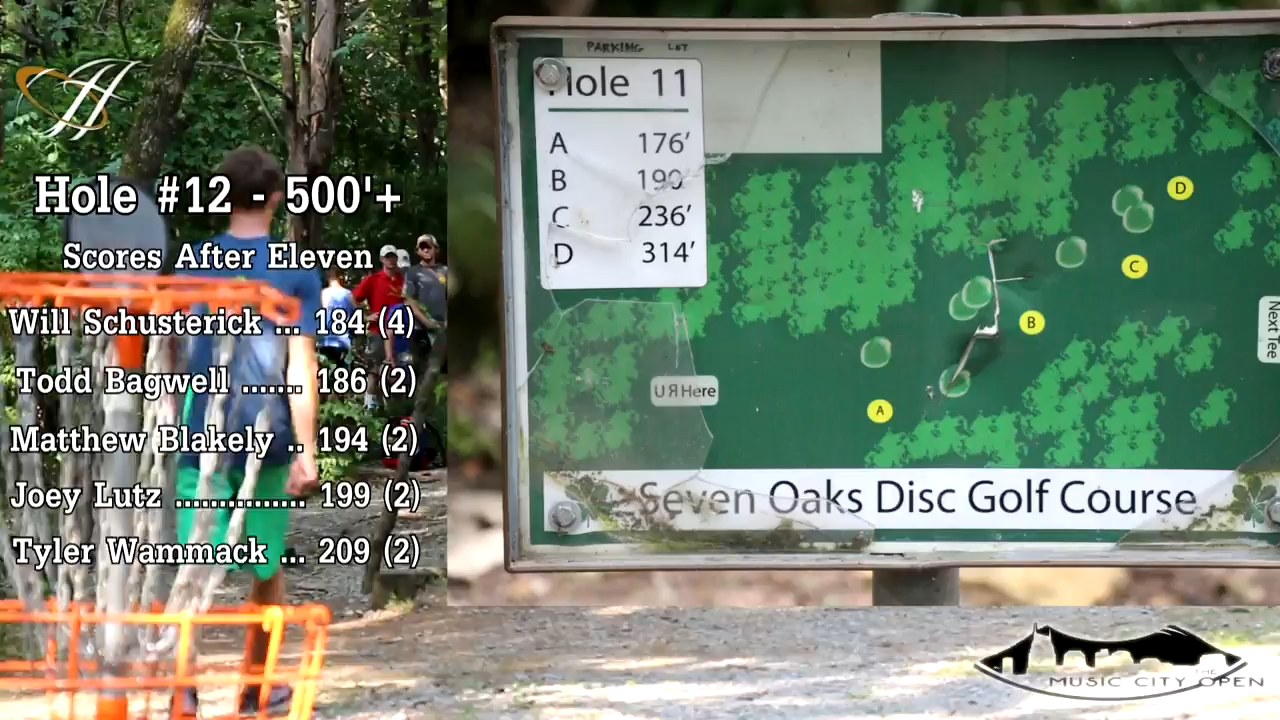 Hole #12 - 500'+
Scores After Eleven
Will Schusterick ... 184 (4)
Todd Bagwell ....... 186 (2)
Matthew Blakely .. 194 (2)
Joey Lutz ............... 199 (2)
Tyler Wammack ... 209 (2)
PARKING LOT
Hole 11
A 176'
B 190'
C 236'
D 314'
D
C
B
A
Next Tee
U R Here
Seven Oaks Disc Golf Course
THE
MUSIC CITY OPEN